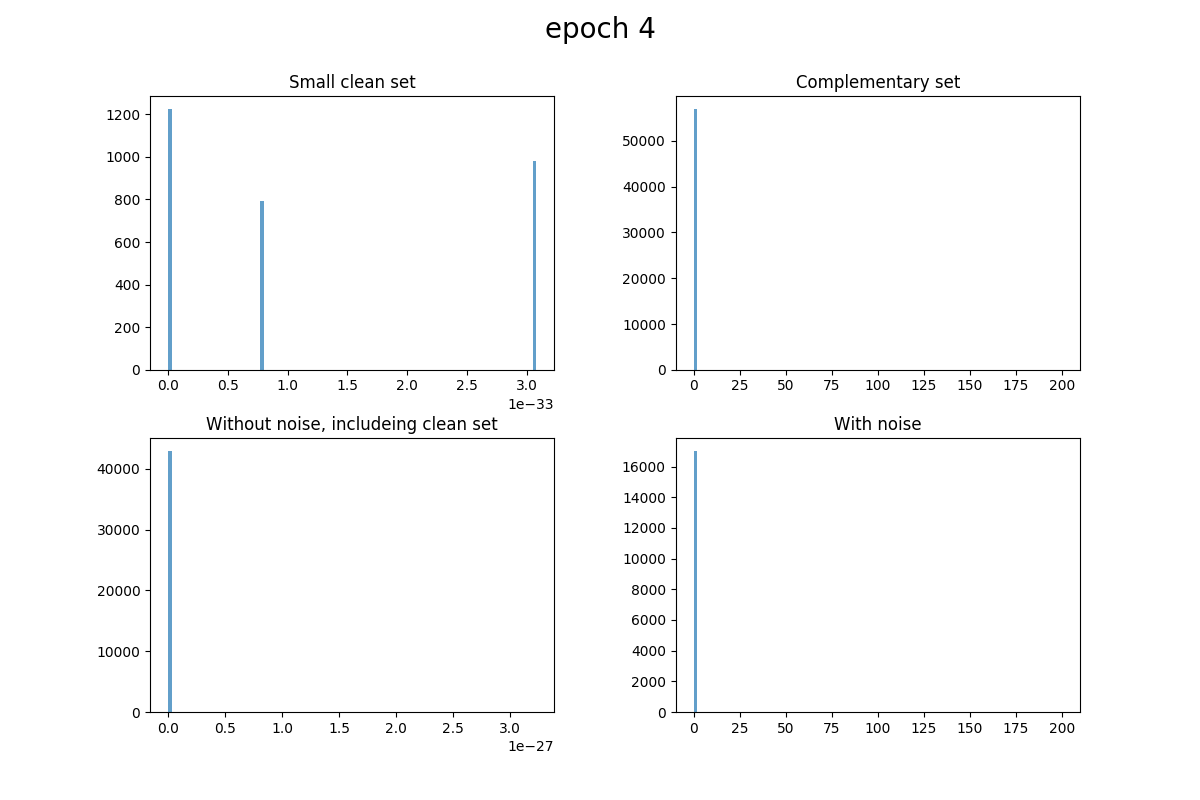 epoch 4
Small clean set
1200
1000
800
600
400
200
0
0.0 0.5 1.0 1.5 2.0 2.5 3.0
1e−33
Complementary set
50000
40000
30000
20000
10000
0
0 25 50 75 100 125 150 175 200
Without noise, includeing clean set
40000
30000
20000
10000
0
0.0 0.5 1.0 1.5 2.0 2.5 3.0
1e−27
With noise
16000
14000
12000
10000
8000
6000
4000
2000
0
0 25 50 75 100 125 150 175 200